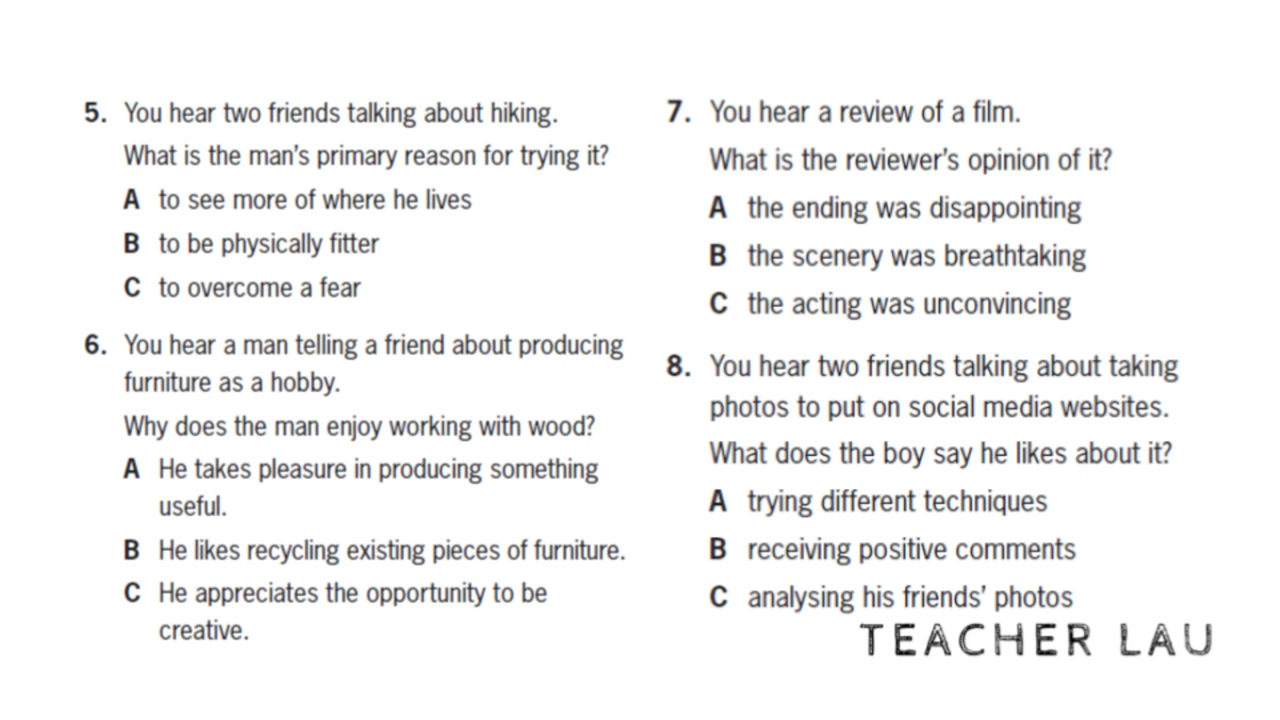 5. You hear two friends talking about hiking.
What is the man's primary reason for trying it?
A to see more of where he lives
B to be physically fitter
C to overcome a fear
6. You hear a man telling a friend about producing
furniture as a hobby.
Why does the man enjoy working with wood?
A He takes pleasure in producing something
useful.
B He likes recycling existing pieces of furniture.
C He appreciates the opportunity to be
creative.
7. You hear a review of a film.
What is the reviewer's opinion of it?
A the ending was disappointing
B the scenery was breathtaking
C the acting was unconvincing
8. You hear two friends talking about taking
photos to put on social media websites.
What does the boy say he likes about it?
A trying different techniques
B receiving positive comments
C analysing his friends' photos
TEACHER LAU